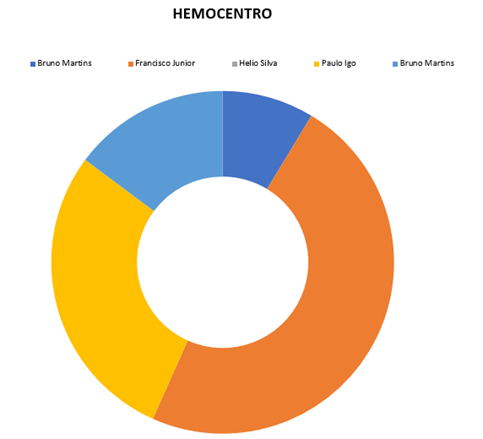 HEMOCENTRO
Bruno Martins Francisco Junior Helio Silva Paulo Igo Bruno Martins